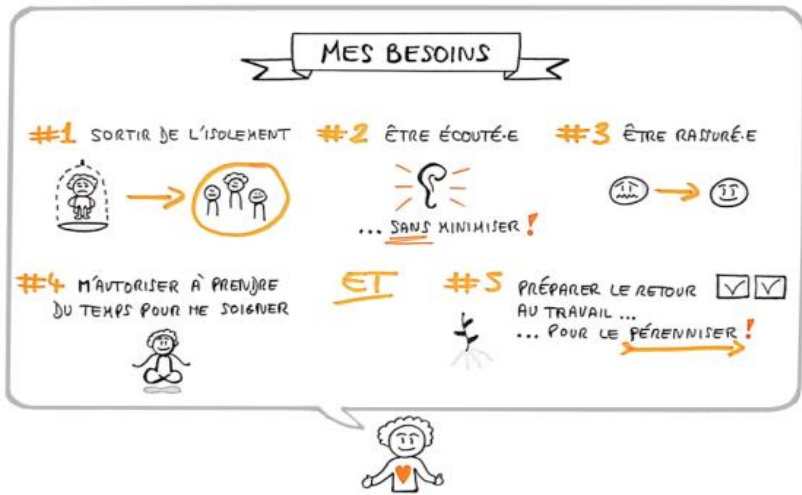 MES BESOINS
#1 SORTIR DE L'ISOLEMENT
#2 ÊTRE ÉCOUTÉ·E
... SANS MINIMISER !
#3 ÊTRE RASSURÉ·E
#4 M'AUTORISER À PRENDRE
DU TEMPS POUR ME SOIGNER
ET
#5 PRÉPARER LE RETOUR
AU TRAVAIL ...
... POUR LE PÉRENNISER !